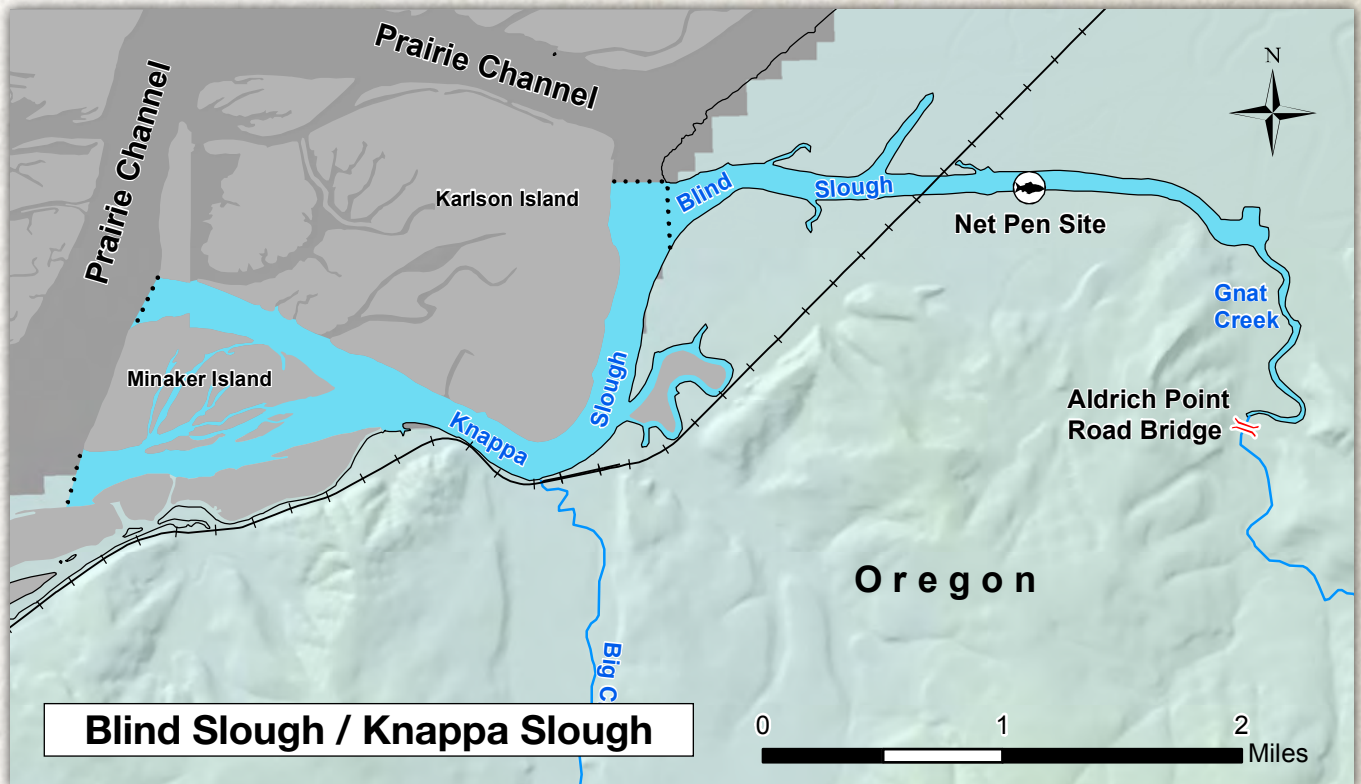 Prairie Channel
Prairie Channel
N
Karlson Island
Blind
Slough
Net Pen Site
Gnat
Creek
Minaker Island
Slough
Knappa
Aldrich Point
Road Bridge
Oregon
Big C
Blind Slough / Knappa Slough
0 1 2
Miles